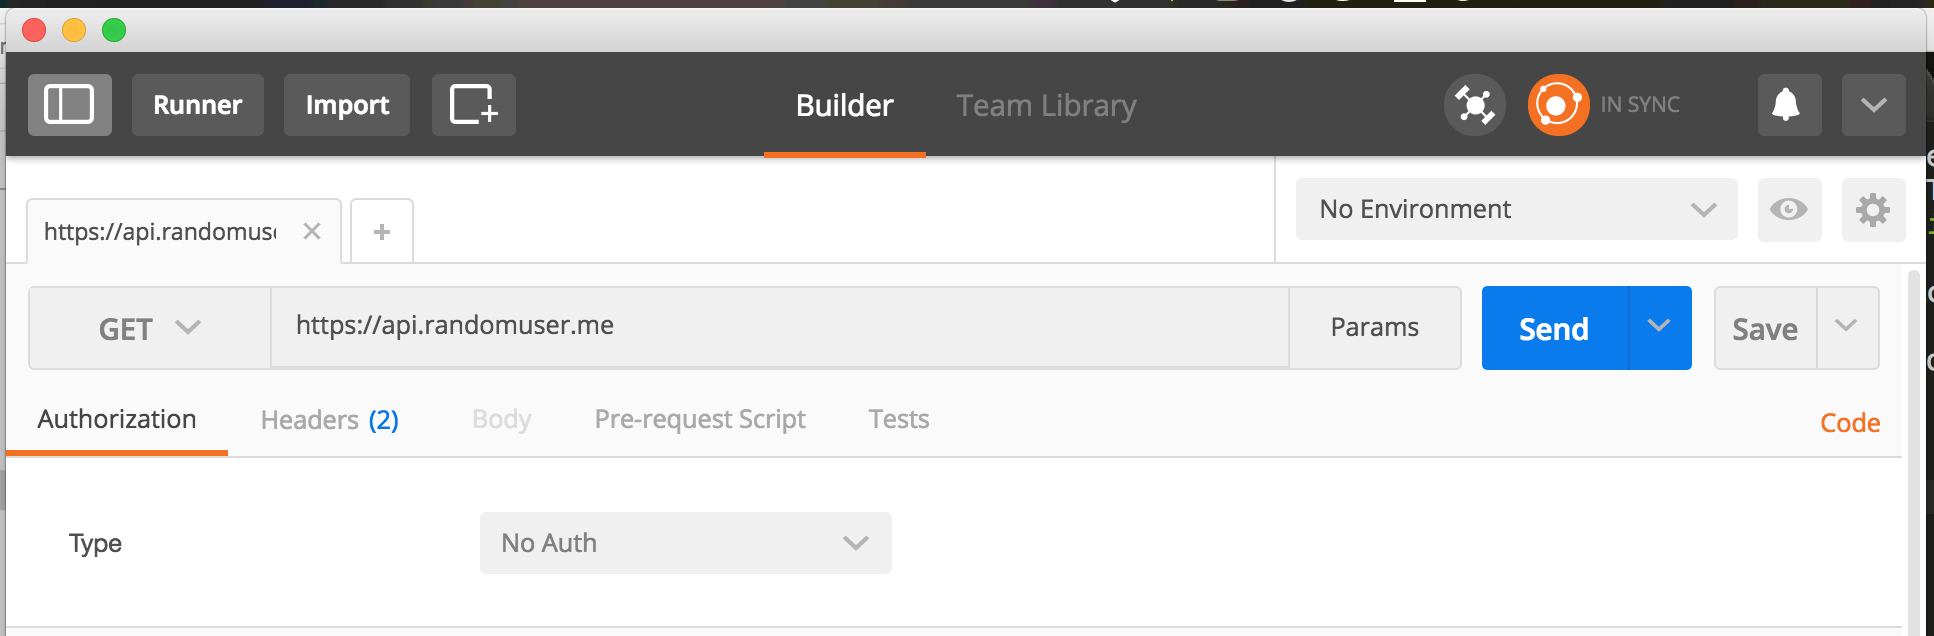 Runner Import Builder Team Library IN SYNC
https://api.randomus No Environment
GET https://api.randomuser.me Params Send Save
Authorization Headers (2) Body Pre-request Script Tests Code
Type No Auth